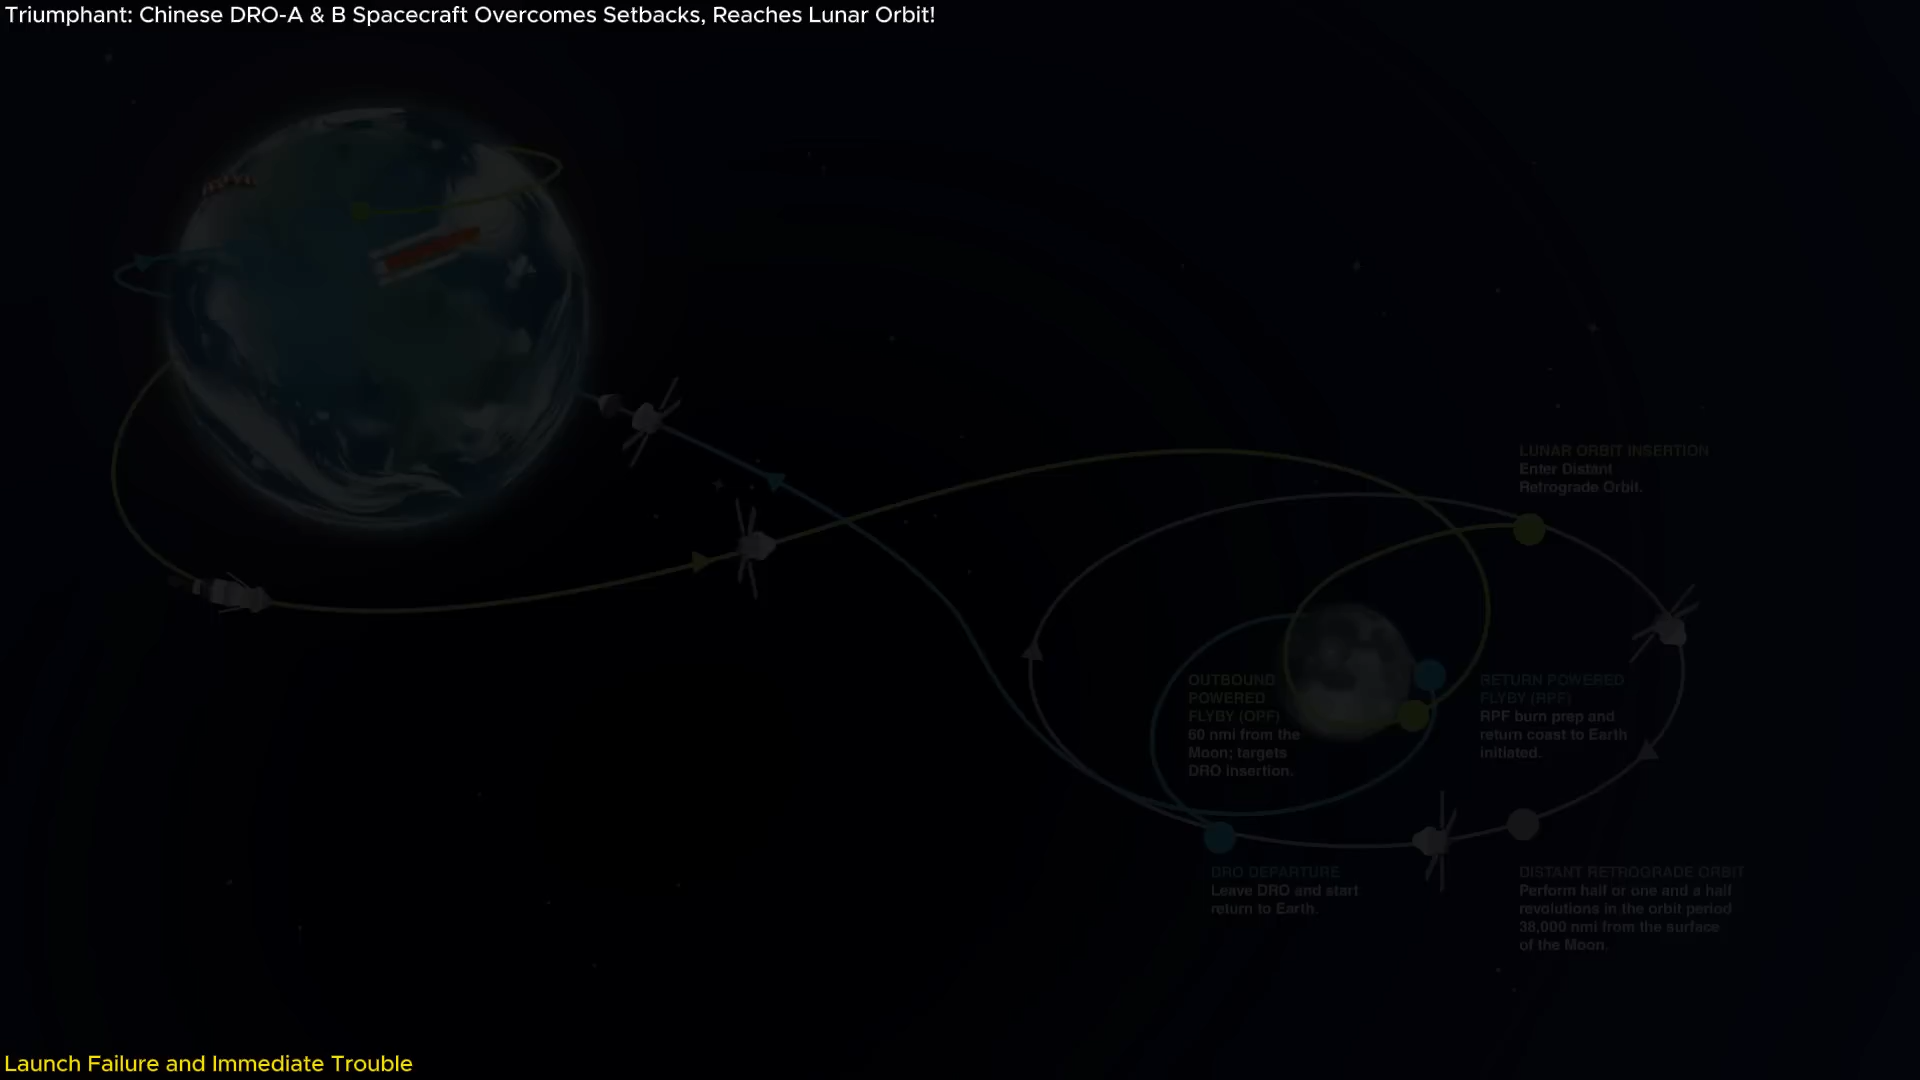 Triumphant: Chinese DRO-A & B Spacecraft Overcomes Setbacks, Reaches Lunar Orbit!
LUNAR ORBIT INSERTION
Enter Distant
Retrograde Orbit.
OUTBOUND
POWERED
FLYBY (OPF)
60 nmi from the
Moon; targets
DRO insertion.
RETURN POWERED
FLYBY (RPF)
RPF burn prep and
return coast to Earth
initiated.
DRO DEPARTURE
Leave DRO and start
return to Earth.
DISTANT RETROGRADE ORBIT
Perform half or one and a half
revolutions in the orbit period
38,000 nmi from the surface
of the Moon.
Launch Failure and Immediate Trouble